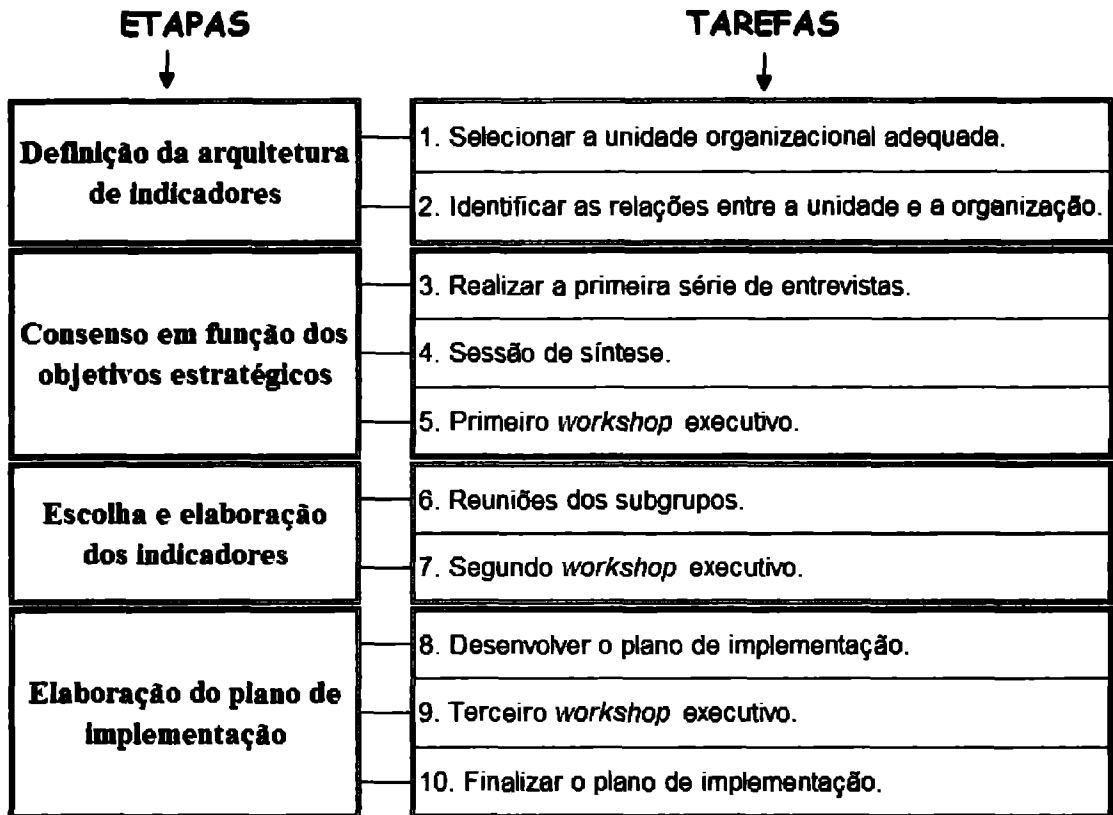 ETAPAS
TAREFAS
Definição da arquitetura
de indicadores
1. Selecionar a unidade organizacional adequada.
2. Identificar as relações entre a unidade e a organização.
Consenso em função dos
objetivos estratégicos
3. Realizar a primeira série de entrevistas.
4. Sessão de síntese.
5. Primeiro workshop executivo.
Escolha e elaboração
dos indicadores
6. Reuniões dos subgrupos.
7. Segundo workshop executivo.
Elaboração do plano de
implementação
8. Desenvolver o plano de implementação.
9. Terceiro workshop executivo.
10. Finalizar o plano de implementação.